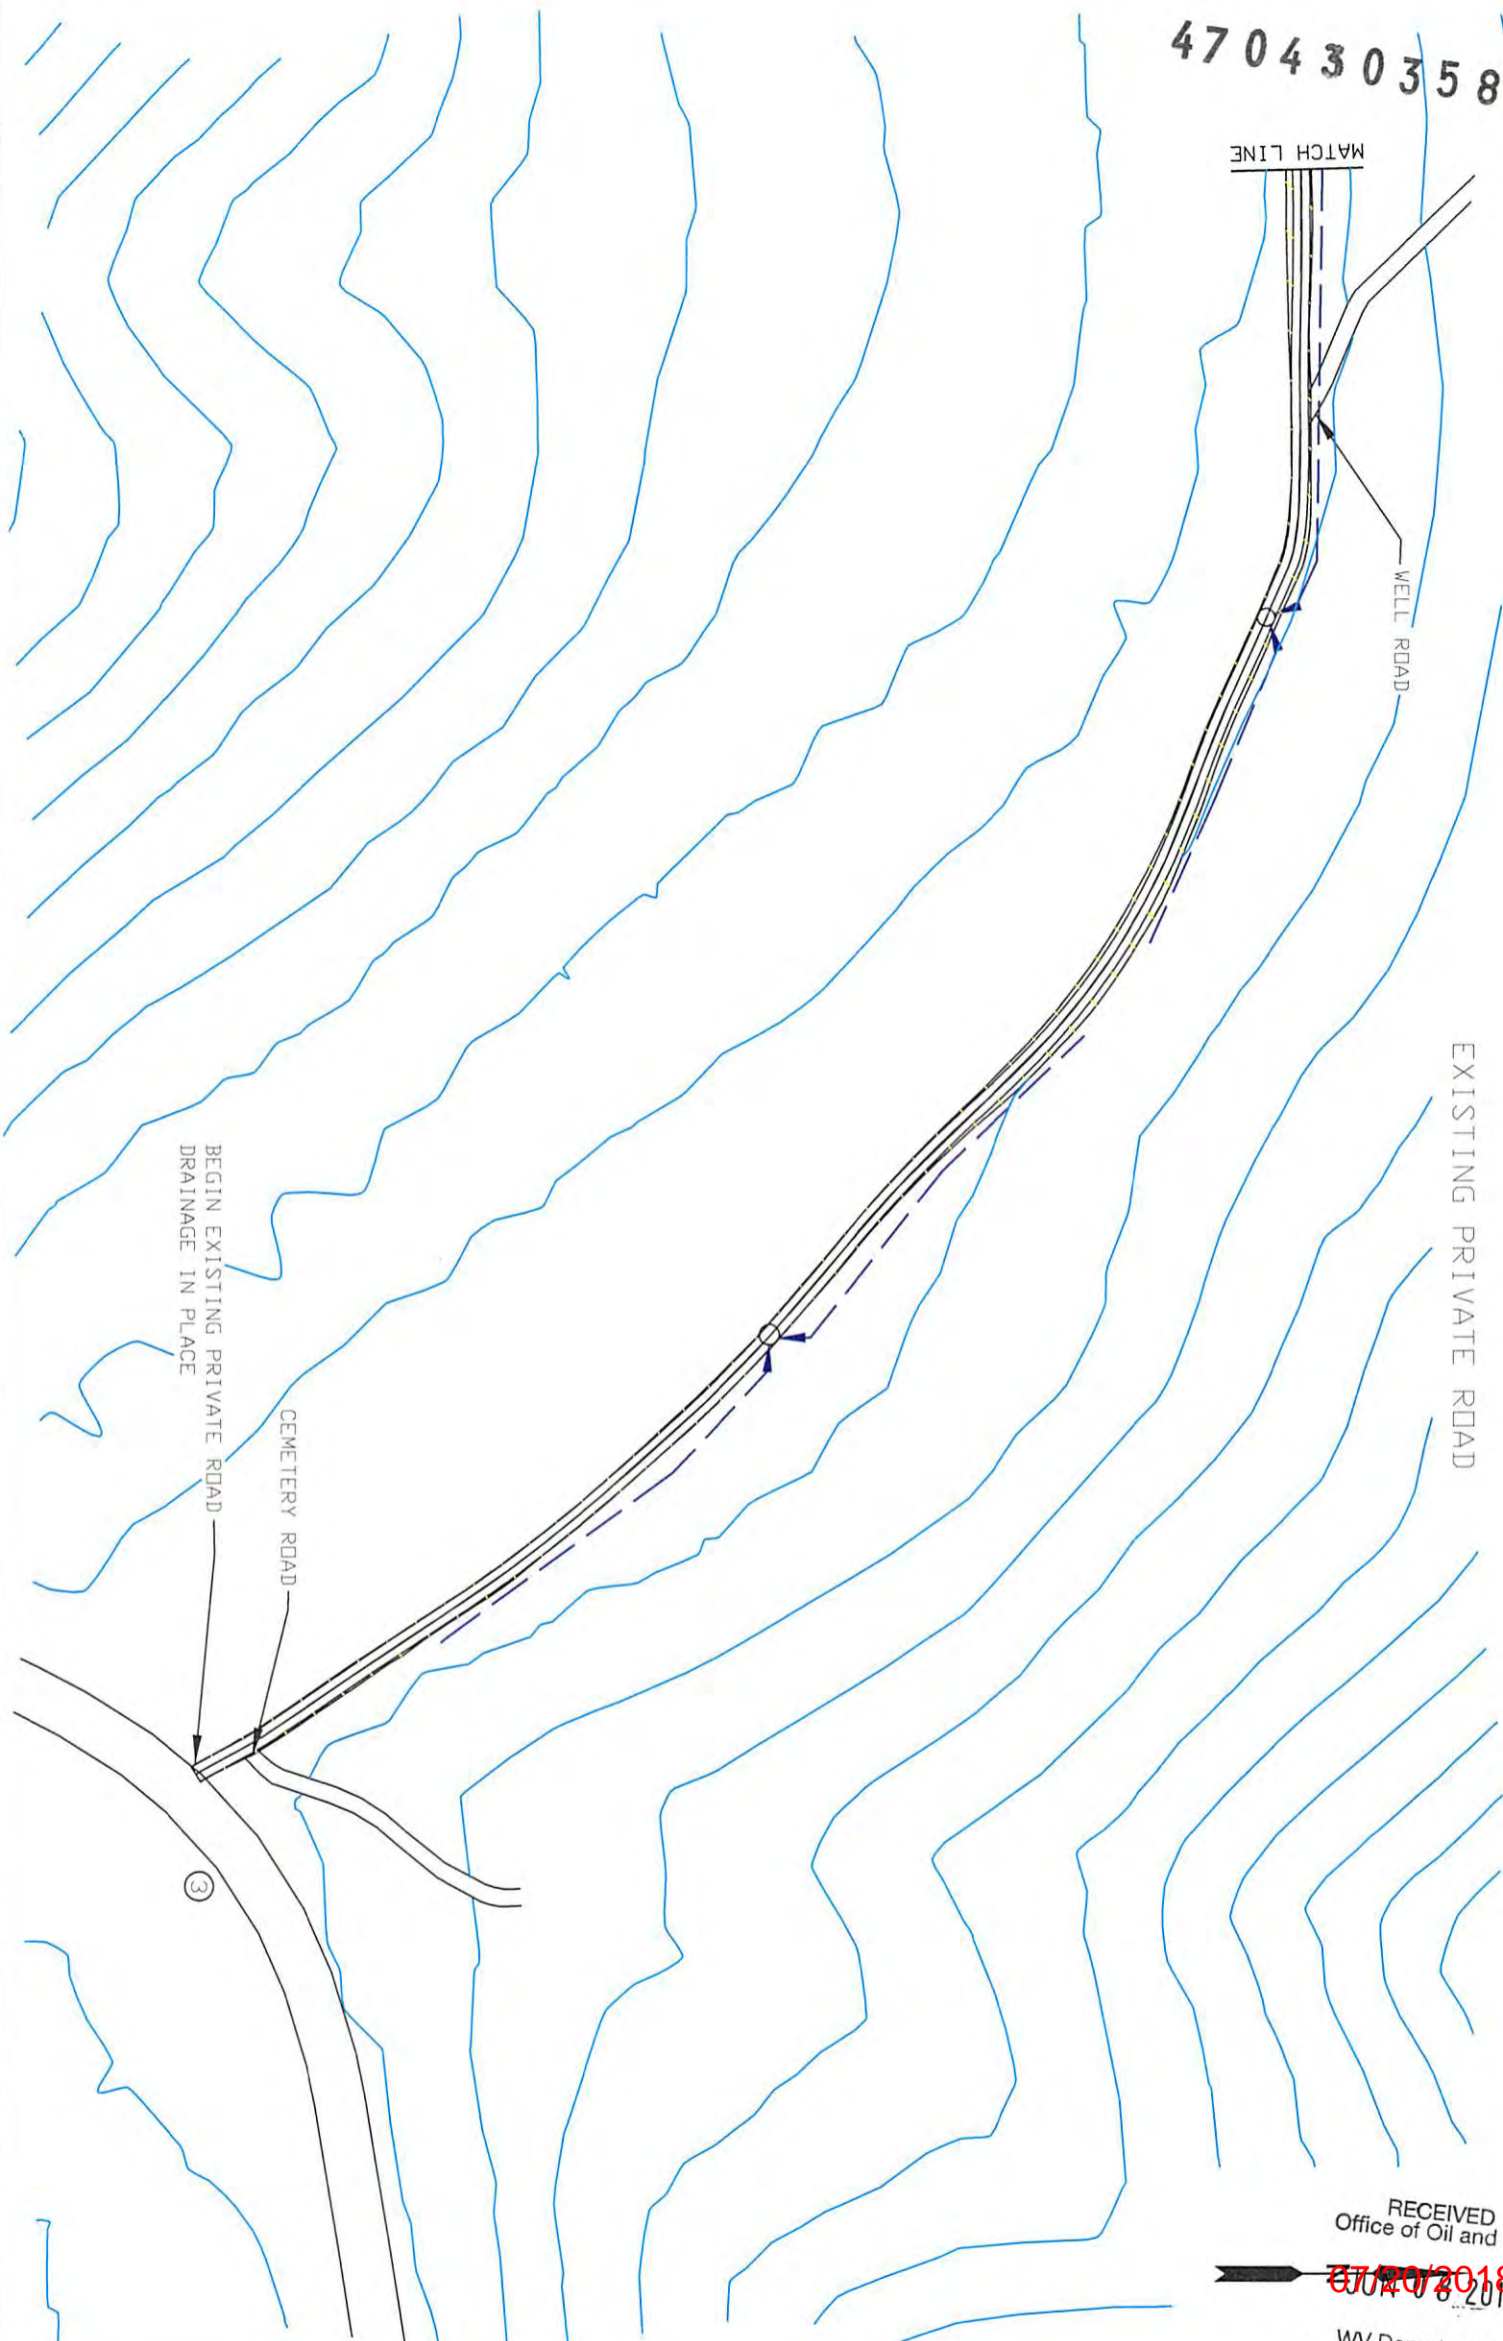 470430358
MATCH LINE
WELL ROAD
EXISTING PRIVATE ROAD
BEGIN EXISTING PRIVATE ROAD
DRAINAGE IN PLACE
CEMETERY ROAD
3
RECEIVED
Office of Oil and
07/20/2018